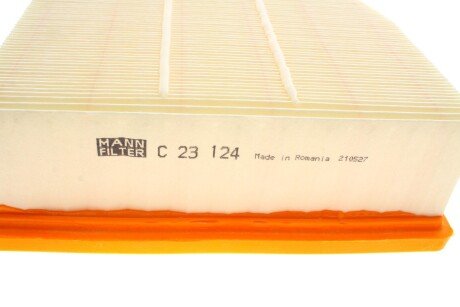 MANN
FILTER
C 23 124 Made in Romania 210527